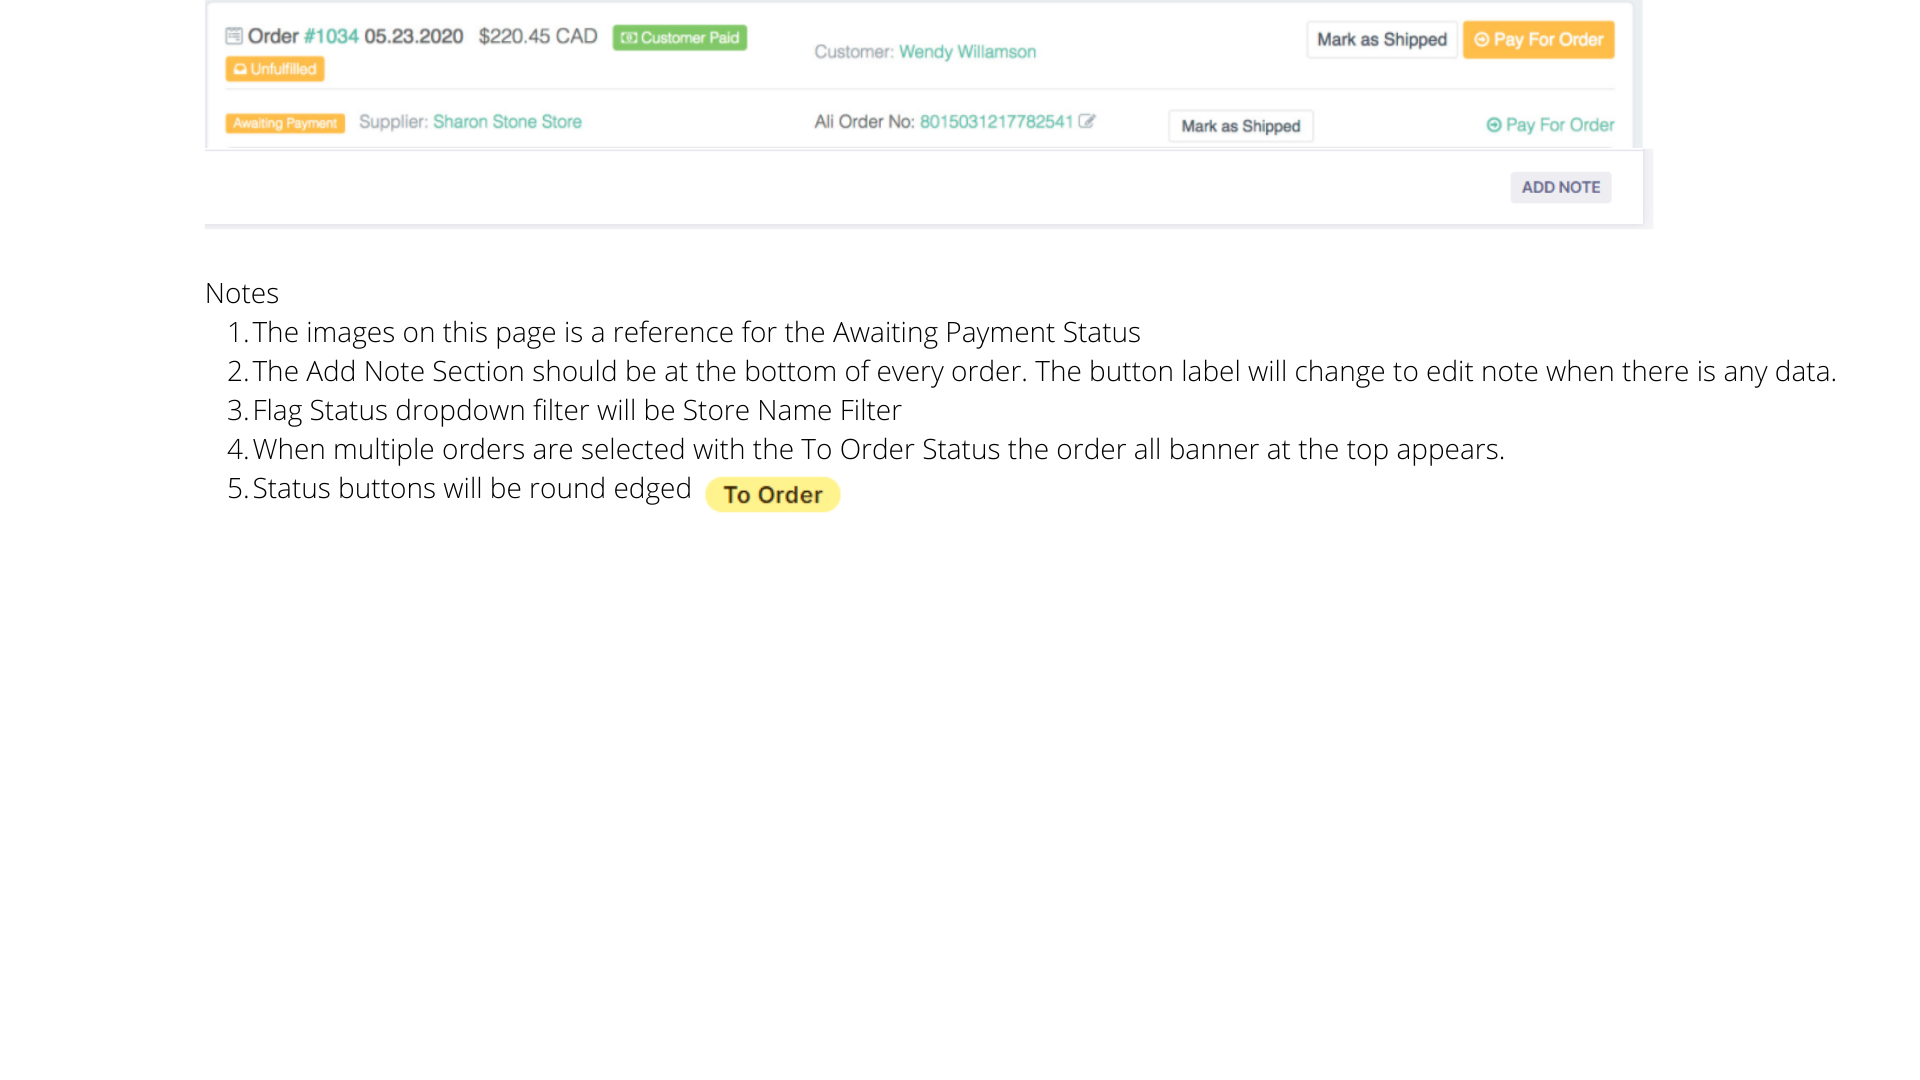 Order #1034 05.23.2020 $220.45 CAD Customer Paid
Unfulfilled
Customer: Wendy Willamson
Mark as Shipped Pay For Order
Awaiting Payment Supplier: Sharon Stone Store Ali Order No: 8015031217782541 Mark as Shipped Pay For Order
ADD NOTE
Notes
1. The images on this page is a reference for the Awaiting Payment Status
2. The Add Note Section should be at the bottom of every order. The button label will change to edit note when there is any data.
3. Flag Status dropdown filter will be Store Name Filter
4. When multiple orders are selected with the To Order Status the order all banner at the top appears.
5. Status buttons will be round edged To Order